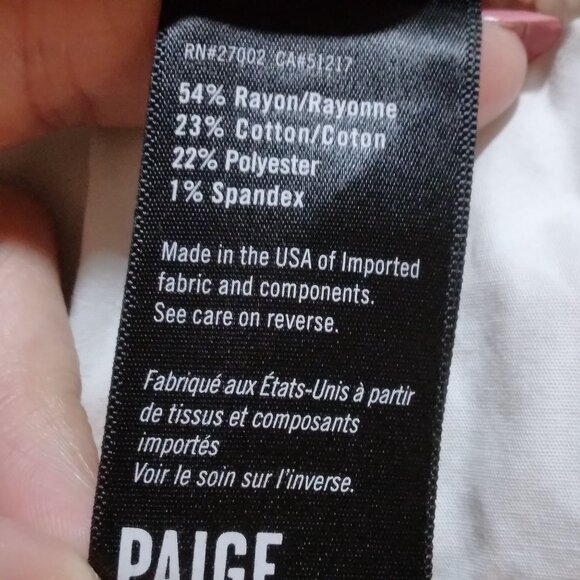 RN#27002 CA#51217
54% Rayon/Rayonne
23% Cotton/Coton
22% Polyester
1% Spandex
Made in the USA of Imported
fabric and components.
See care on reverse.
Fabriqué aux États-Unis à partir
de tissus et composants
importés
Voir le soin sur l'inverse.
PAIGE